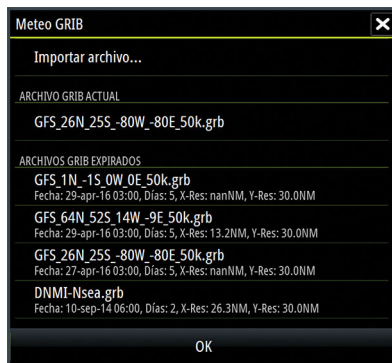 Meteo GRIB
Importar archivo...
ARCHIVO GRIB ACTUAL
GFS_26N_25S_-80W_-80E_50k.grb
ARCHIVOS GRIB EXPIRADOS
GFS_1N_-1S_0W_0E_50k.grb
Fecha: 29-apr-16 03:00, Días: 5, X-Res: nanNM, Y-Res: 30.0NM
GFS_64N_52S_14W_-9E_50k.grb
Fecha: 29-apr-16 03:00, Días: 5, X-Res: 13.2NM, Y-Res: 30.0NM
GFS_26N_25S_-80W_-80E_50k.grb
Fecha: 27-apr-16 03:00, Días: 5, X-Res: nanNM, Y-Res: 30.0NM
DNMI-Nsea.grb
Fecha: 10-sep-14 06:00, Días: 2, X-Res: 26.3NM, Y-Res: 30.0NM
OK